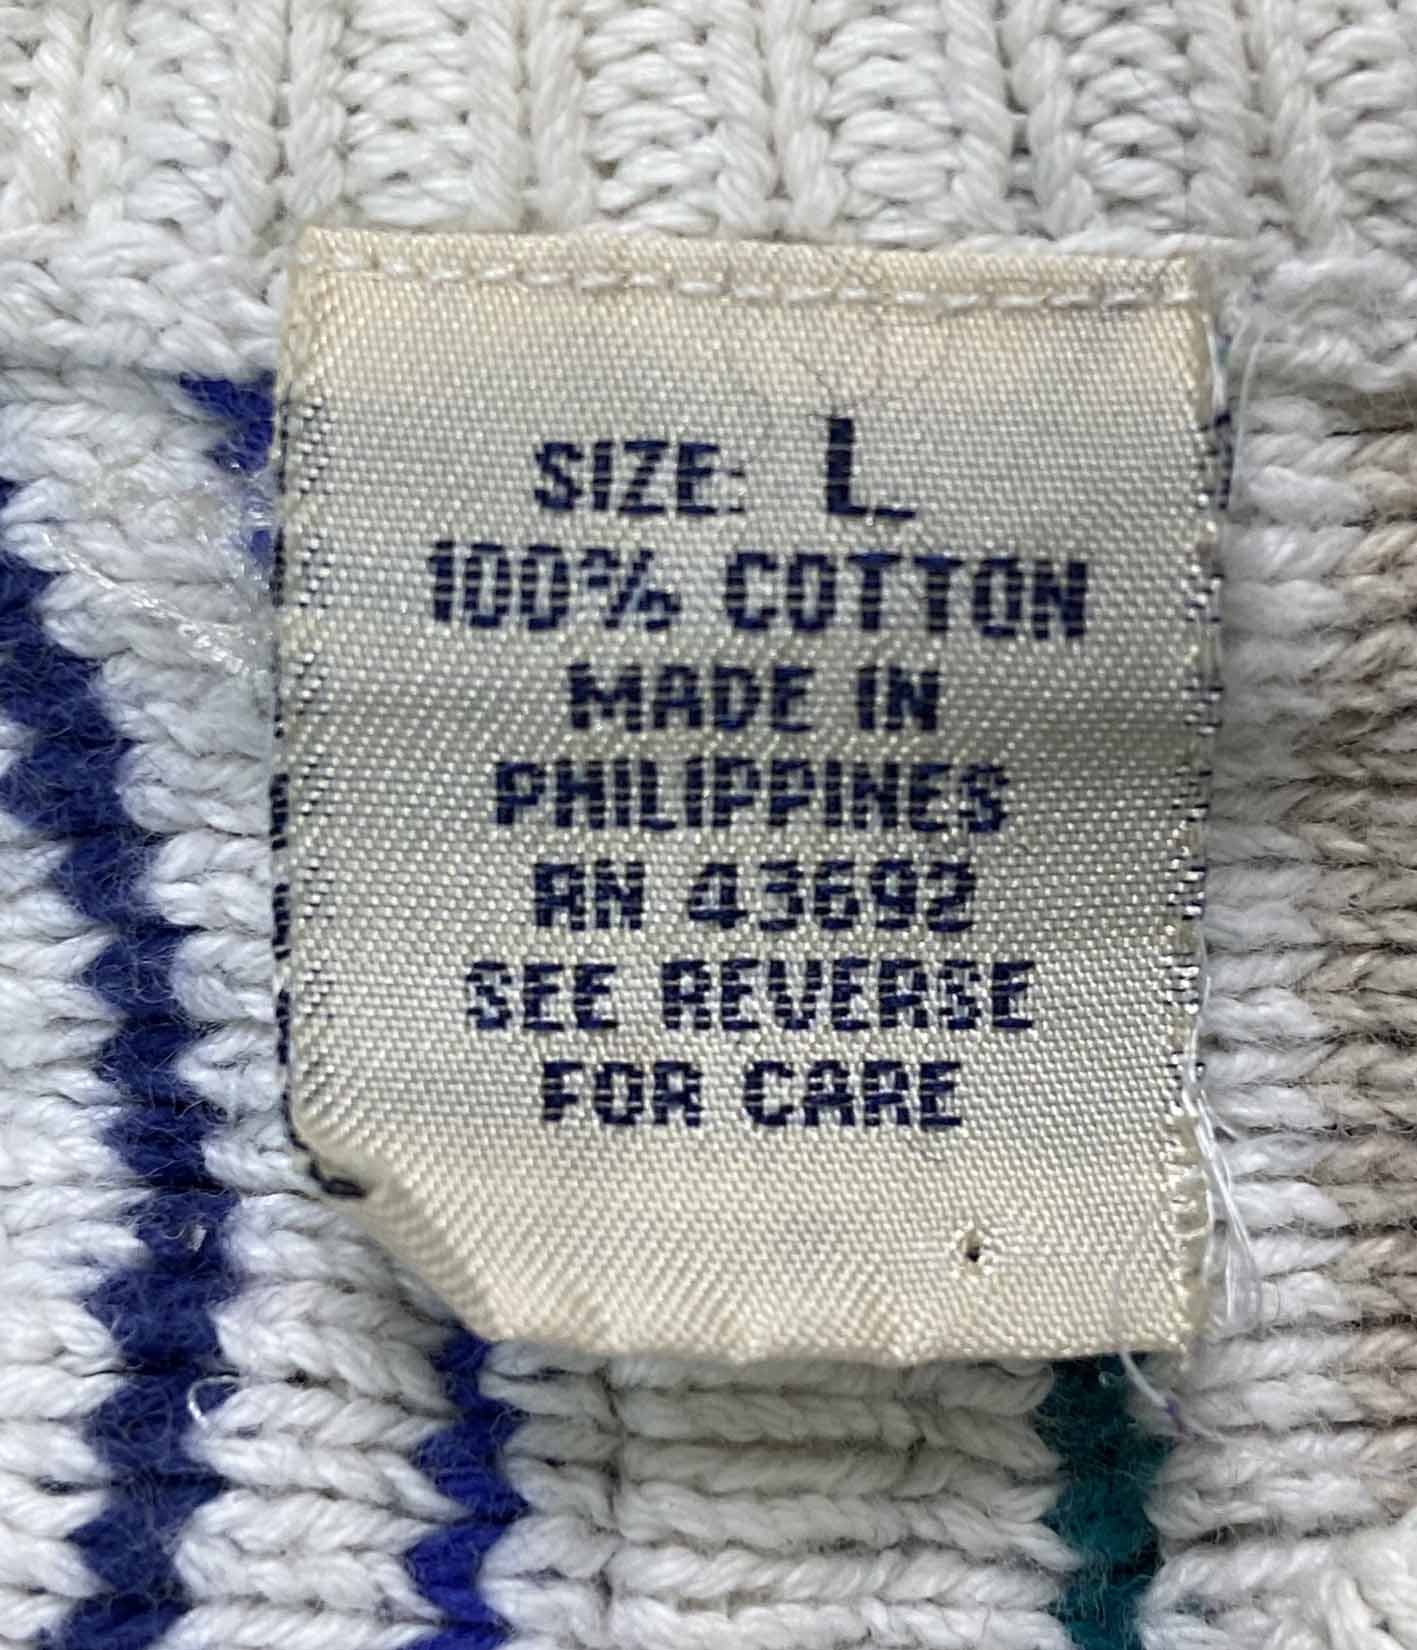 SIZE: L
100% COTTON
MADE IN
PHILIPPINES
RN 43692
SEE REVERSE
FOR CARE